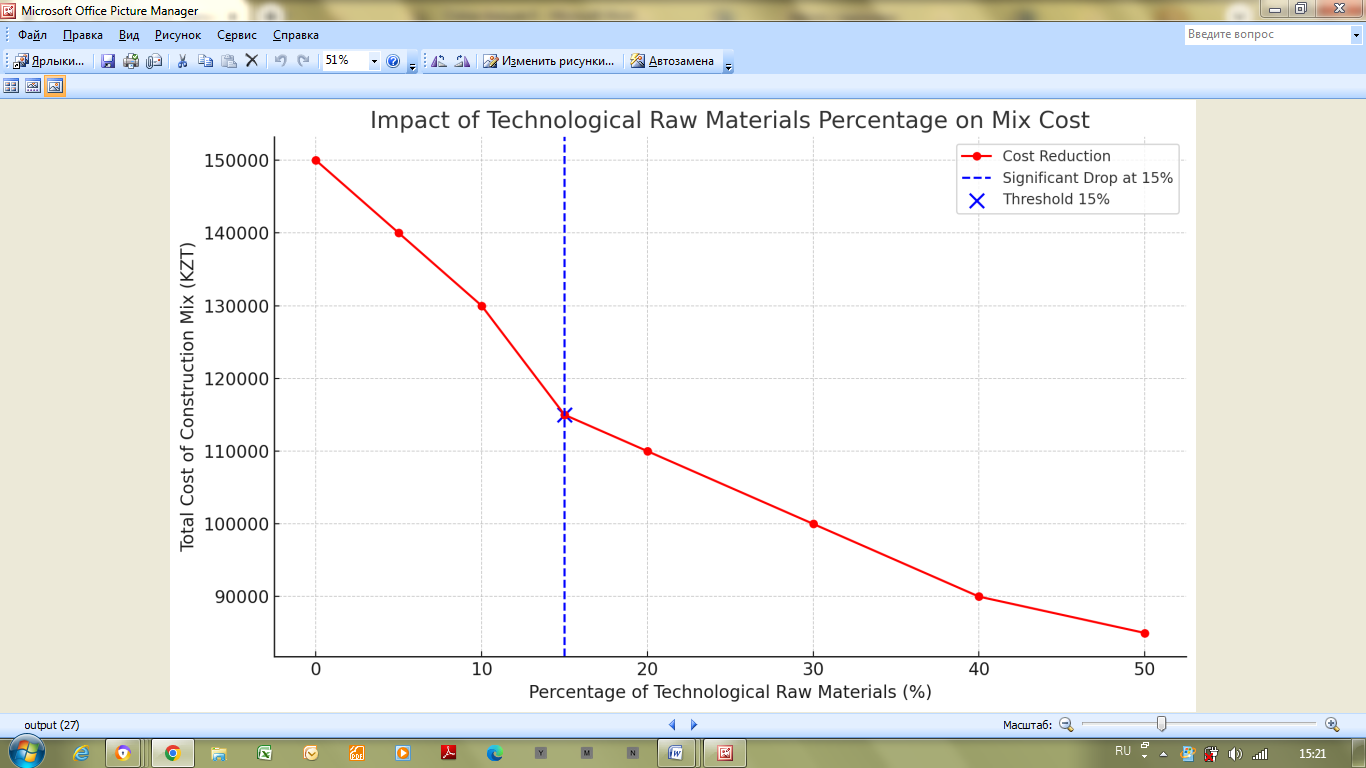 Microsoft Office Picture Manager
Файл Правка Вид Рисунок Сервис Справка
Введите вопрос
Ярлыки... 51% Изменить рисунки... Автозамена
Impact of Technological Raw Materials Percentage on Mix Cost
Cost Reduction
Significant Drop at 15%
Threshold 15%
Total Cost of Construction Mix (KZT)
150000
140000
130000
120000
110000
100000
90000
0 10 20 30 40 50
Percentage of Technological Raw Materials (%)
output (27)
Масштаб:
Y M N
RU
15:21